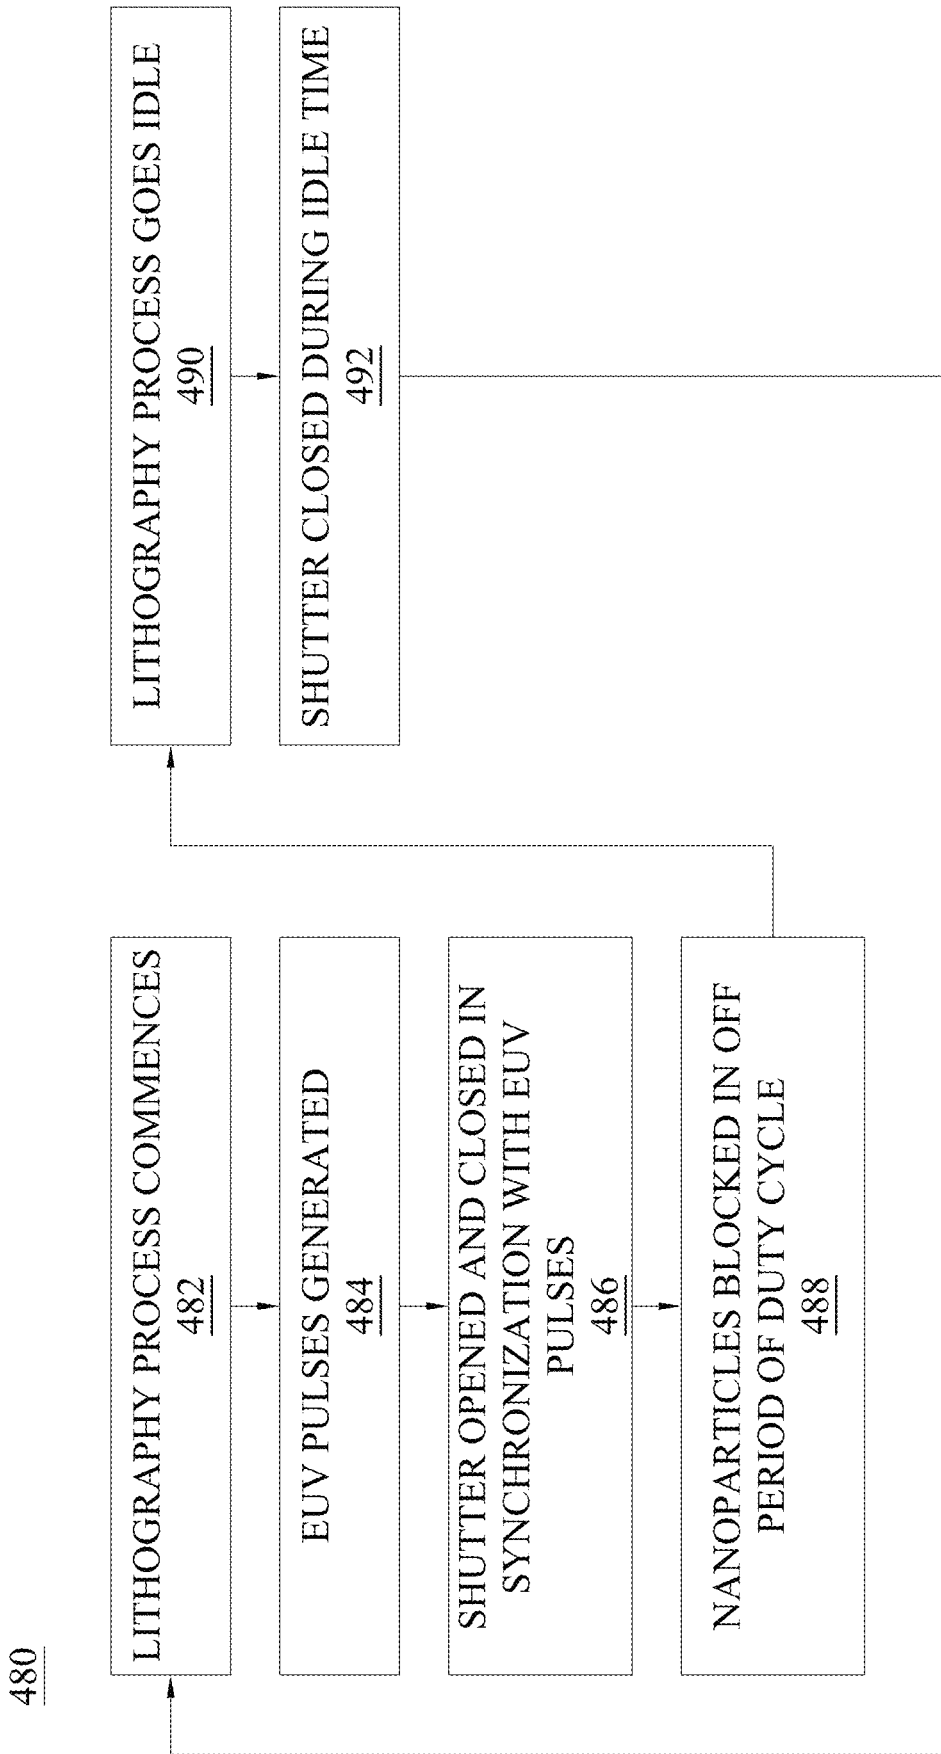 480
LITHOGRAPHY PROCESS COMMENCES
482
EUV PULSES GENERATED
484
SHUTTER OPENED AND CLOSED IN
SYNCHRONIZATION WITH EUV
PULSES
486
NANOPARTICLES BLOCKED IN OFF
PERIOD OF DUTY CYCLE
488
LITHOGRAPHY PROCESS GOES IDLE
490
SHUTTER CLOSED DURING IDLE TIME
492